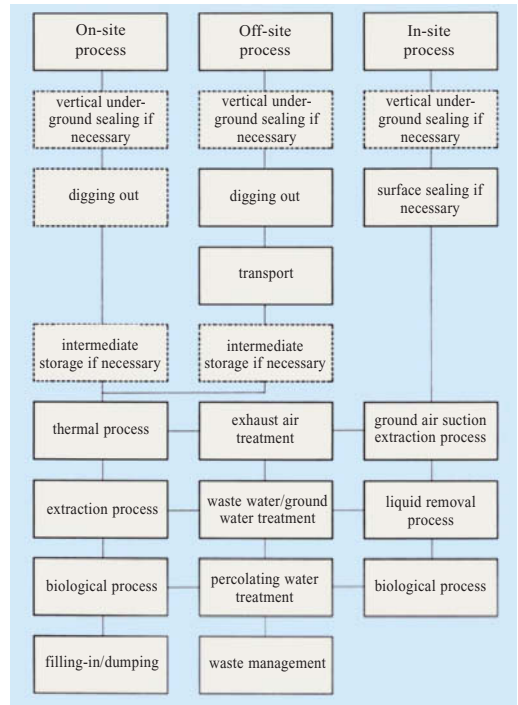 On-site
process
Off-site
process
In-site
process
vertical under-
ground sealing if
necessary
vertical under-
ground sealing if
necessary
vertical under-
ground sealing if
necessary
digging out
digging out
surface sealing if
necessary
transport
intermediate
storage if necessary
intermediate
storage if necessary
thermal process
exhaust air
treatment
ground air suction
extraction process
extraction process
waste water/ground
water treatment
liquid removal
process
biological process
percolating water
treatment
biological process
filling-in/dumping
waste management